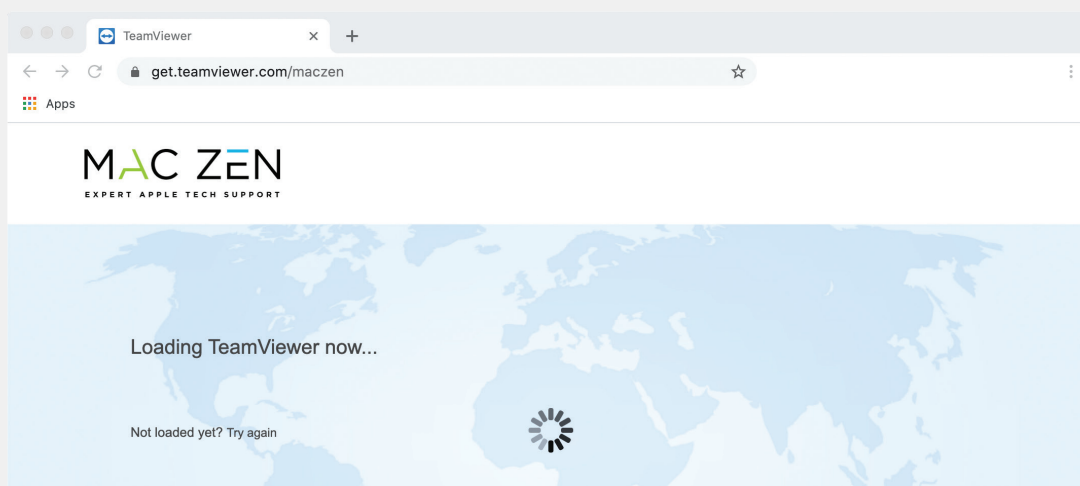 TeamViewer
get.teamviewer.com/maczen
Apps
MAC ZEN
EXPERT APPLE TECH SUPPORT
Loading TeamViewer now...
Not loaded yet? Try again